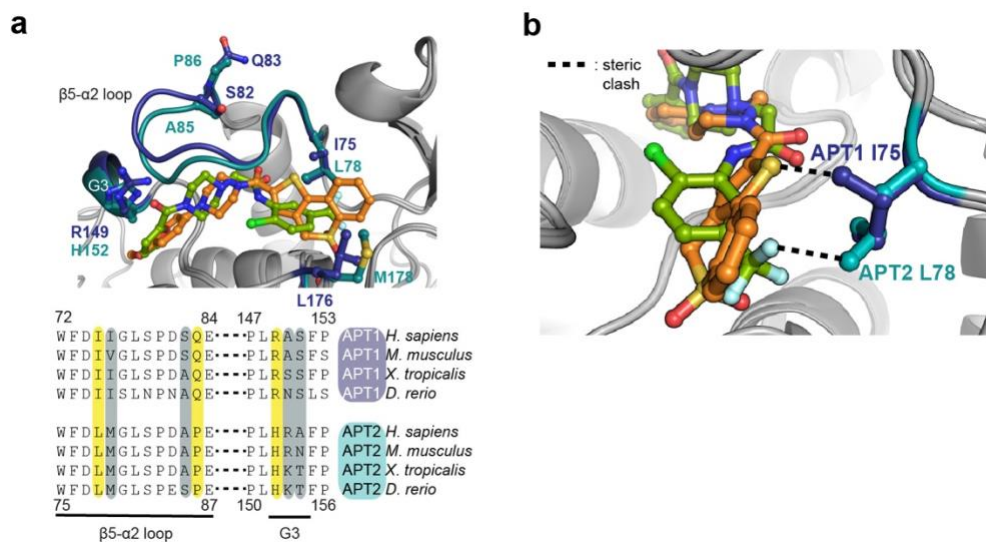 a
b
P86
Q83
β5-α2 loop
S82
A85
I75
L78
G3
R149
H152
M178
L176
: steric
clash
APT1 I75
APT2 L78
72 84 147 153
WFDIIGLSPDSQE PLRASFP APT1 H. sapiens
WFDIVGLSPDSQE PLRASFS APT1 M. musculus
WFDIIGLSPDAQE PLRSSFP APT1 X. tropicalis
WFDIISLNPNAQE PLRNSLS APT1 D. rerio
WFDLMGLSPDAPE PLHRAFP APT2 H. sapiens
WFDLMGLSPDAPE PLHRNFP APT2 M. musculus
WFDLMGLSPDAPE PLHKTFP APT2 X. tropicalis
WFDLMGLSPESPE PLHKTFP APT2 D. rerio
75 87 150 156
β5-α2 loop G3